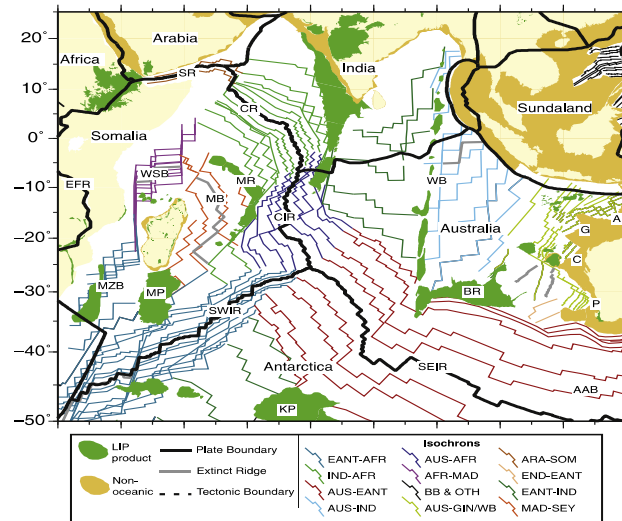 Arabia
Africa
India
SR
Sundaland
CR
Somalia
WSB
EFR
MR
MB
WB
CIR
Australia
A
G
C
MZB
MP
BR
P
SWIR
Antarctica
SEIR
AAB
KP
20°
10°
0°
−10°
−20°
−30°
−40°
−50°
LIP product
Non-oceanic
Plate Boundary
Extinct Ridge
Tectonic Boundary
Isochrons
EANT-AFR
IND-AFR
AUS-EANT
AUS-IND
AUS-AFR
AFR-MAD
BB & OTH
AUS-GIN/WB
ARA-SOM
END-EANT
EANT-IND
MAD-SEY